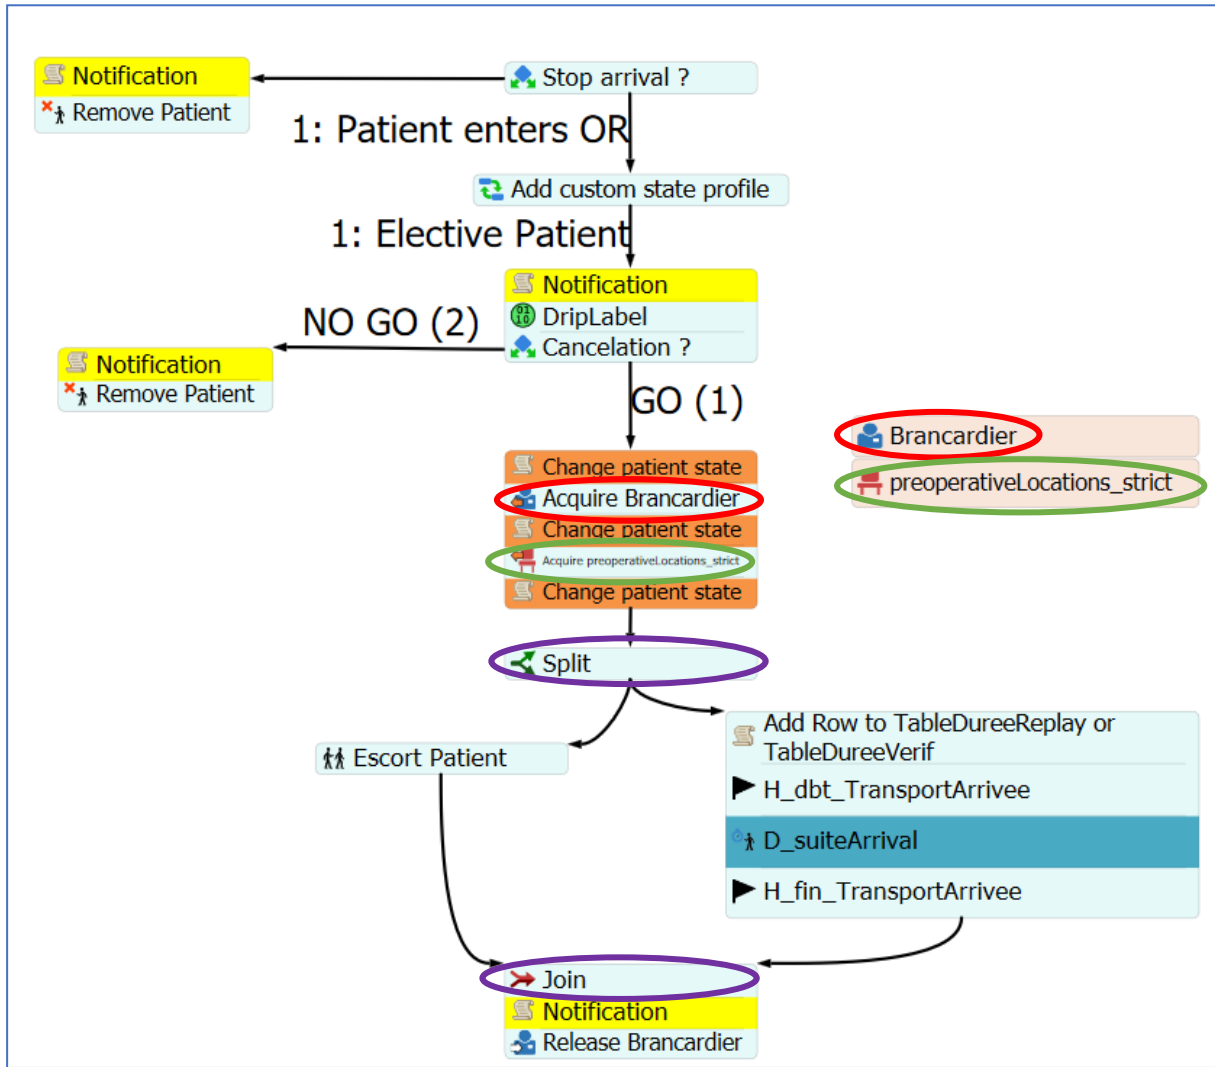 Notification
Remove Patient
Stop arrival ?
1: Patient enters OR
Add custom state profile
1: Elective Patient
Notification
DripLabel
Cancelation ?
NO GO (2)
Notification
Remove Patient
GO (1)
Brancardier
preoperativeLocations_strict
Change patient state
Acquire Brancardier
Change patient state
Acquire preoperativeLocations_strict
Change patient state
Split
Escort Patient
Add Row to TableDureeReplay or
TableDureeVerif
H_dbt_TransportArrivee
D_suiteArrival
H_fin_TransportArrivee
Join
Notification
Release Brancardier